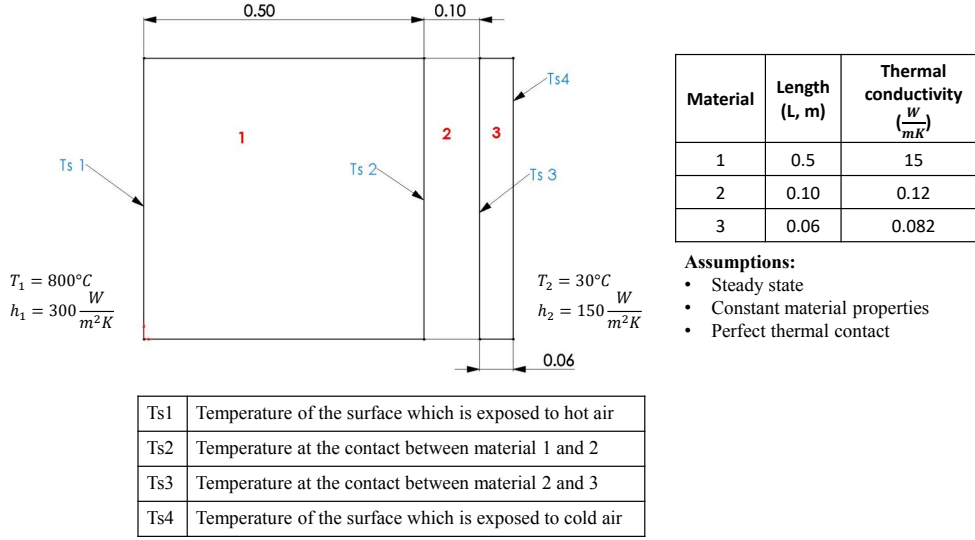 0.50 0.10
Ts4
1 2 3
Ts 1 Ts 2 Ts 3
T₁ = 800°C
h₁ = 300 W/m²K
T₂ = 30°C
h₂ = 150 W/m²K
0.06
Material Length (L, m) Thermal conductivity (W/mK)
1 0.5 15
2 0.10 0.12
3 0.06 0.082
Assumptions:
• Steady state
• Constant material properties
• Perfect thermal contact
Ts1 Temperature of the surface which is exposed to hot air
Ts2 Temperature at the contact between material 1 and 2
Ts3 Temperature at the contact between material 2 and 3
Ts4 Temperature of the surface which is exposed to cold air